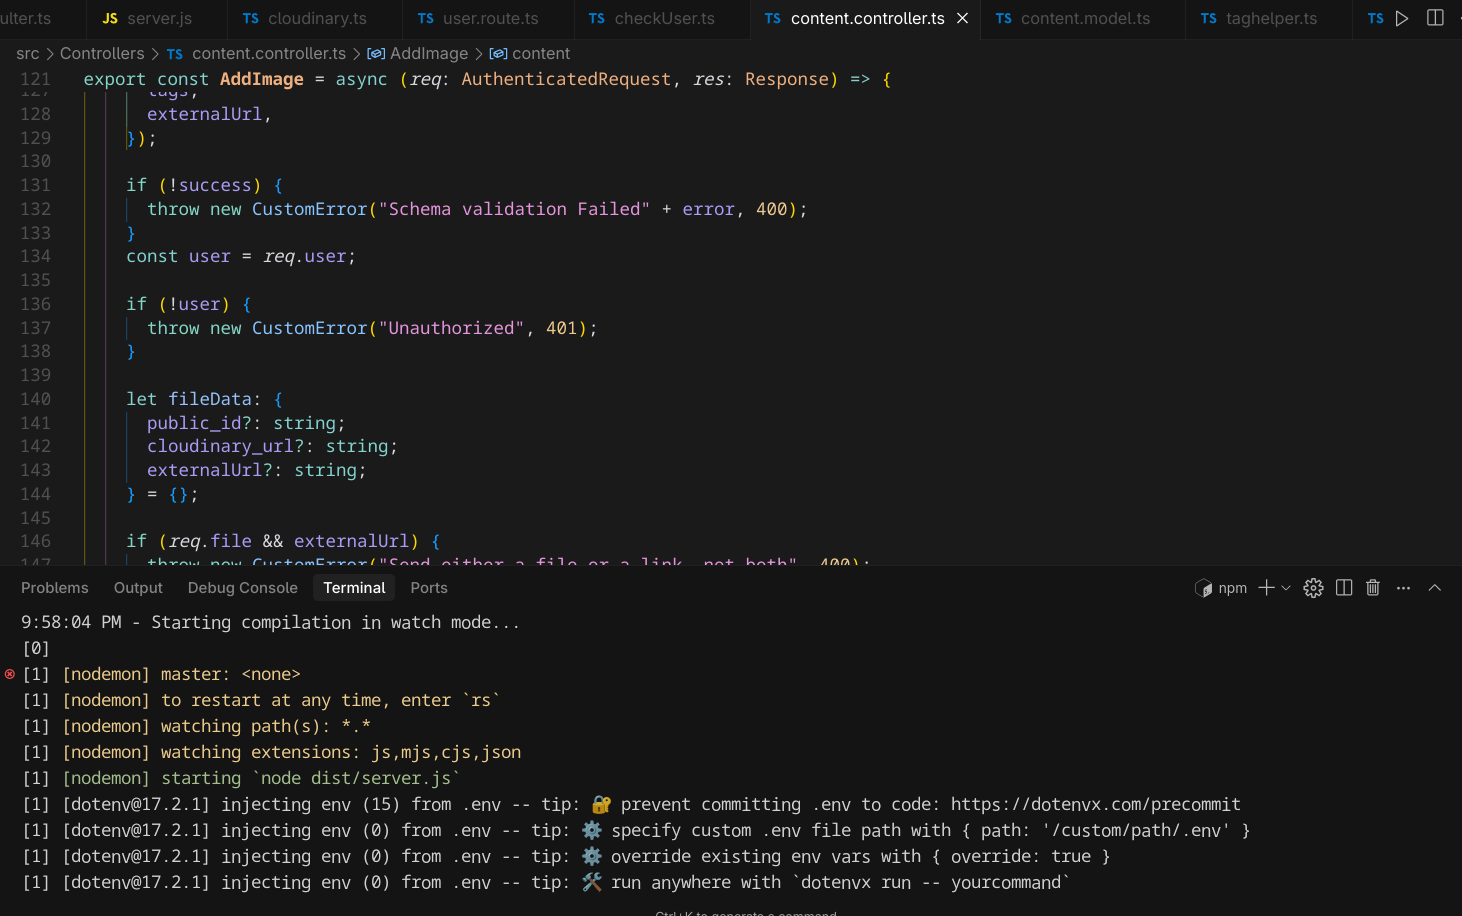 ulter.ts JS server.js TS cloudinary.ts TS user.route.ts TS checkUser.ts TS content.controller.ts TS content.model.ts TS taghelper.ts TS
src > Controllers > TS content.controller.ts > AddImage > content
121 export const AddImage = async (req: AuthenticatedRequest, res: Response) => {
127 tags,
128 externalUrl,
129 });
130
131 if (!success) {
132 throw new CustomError("Schema validation Failed" + error, 400);
133 }
134 const user = req.user;
135
136 if (!user) {
137 throw new CustomError("Unauthorized", 401);
138 }
139
140 let fileData: {
141 public_id?: string;
142 cloudinary_url?: string;
143 externalUrl?: string;
144 } = {};
145
146 if (req.file && externalUrl) {
147 throw new CustomError("Send either a file or a link, not both", 400);
Problems Output Debug Console Terminal Ports npm
9:58:04 PM - Starting compilation in watch mode...
[0]
[1] [nodemon] master: <none>
[1] [nodemon] to restart at any time, enter `rs`
[1] [nodemon] watching path(s): *.*
[1] [nodemon] watching extensions: js,mjs,cjs,json
[1] [nodemon] starting `node dist/server.js`
[1] [dotenv@17.2.1] injecting env (15) from .env -- tip: 🔐 prevent committing .env to code: https://dotenvx.com/precommit
[1] [dotenv@17.2.1] injecting env (0) from .env -- tip: ⚙️ specify custom .env file path with { path: '/custom/path/.env' }
[1] [dotenv@17.2.1] injecting env (0) from .env -- tip: ⚙️ override existing env vars with { override: true }
[1] [dotenv@17.2.1] injecting env (0) from .env -- tip: 🛠️ run anywhere with `dotenvx run -- yourcommand`
Ctrl+K to generate a command